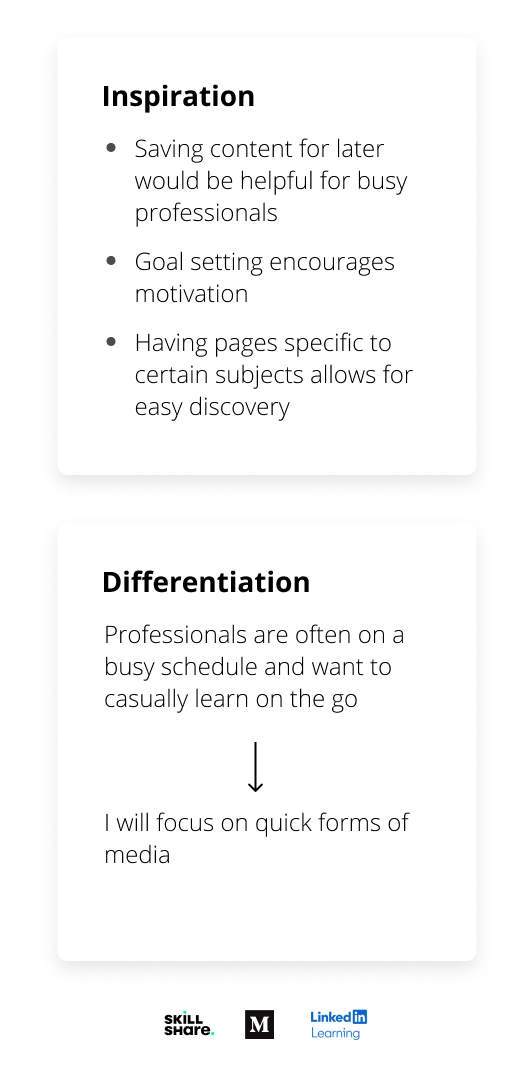 Inspiration
Saving content for later
would be helpful for busy
professionals
Goal setting encourages
motivation
Having pages specific to
certain subjects allows for
easy discovery
Differentiation
Professionals are often on a
busy schedule and want to
casually learn on the go
I will focus on quick forms of
media
SKILL
SHare.
M
Linked in
Learning